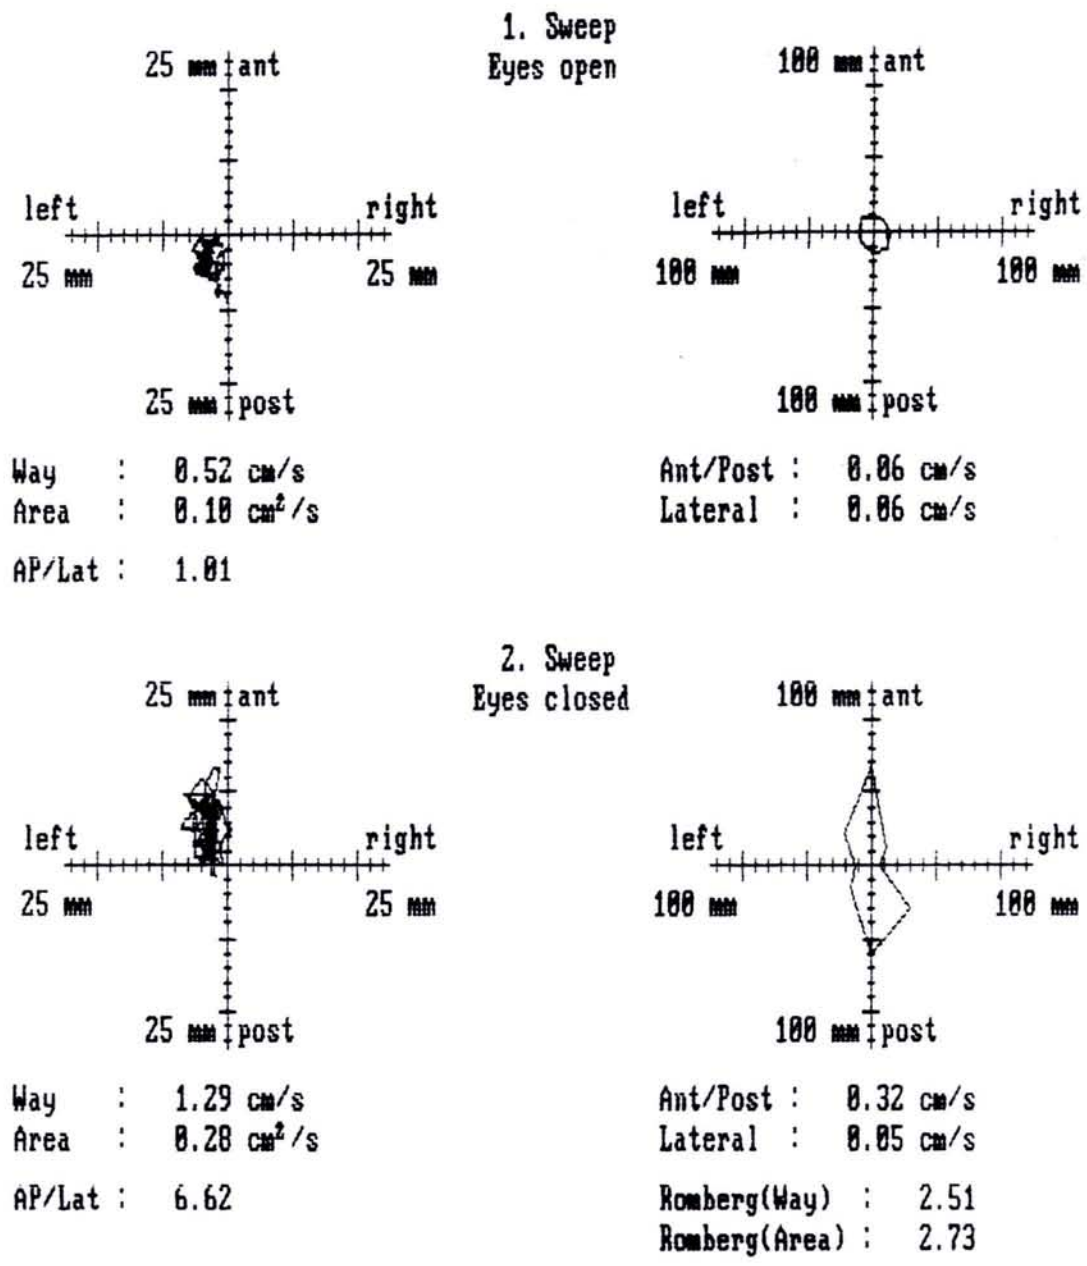 1. Sweep
Eyes open
25 mm ant
left right
25 mm 25 mm
25 mm post
100 mm ant
left right
100 mm 100 mm
100 mm post
Way : 0.52 cm/s
Area : 0.10 cm²/s
AP/Lat : 1.01
Ant/Post : 0.06 cm/s
Lateral : 0.06 cm/s
2. Sweep
Eyes closed
25 mm ant
left right
25 mm 25 mm
25 mm post
100 mm ant
left right
100 mm 100 mm
100 mm post
Way : 1.29 cm/s
Area : 0.28 cm²/s
AP/Lat : 6.62
Ant/Post : 0.32 cm/s
Lateral : 0.05 cm/s
Romberg(Way) : 2.51
Romberg(Area) : 2.73